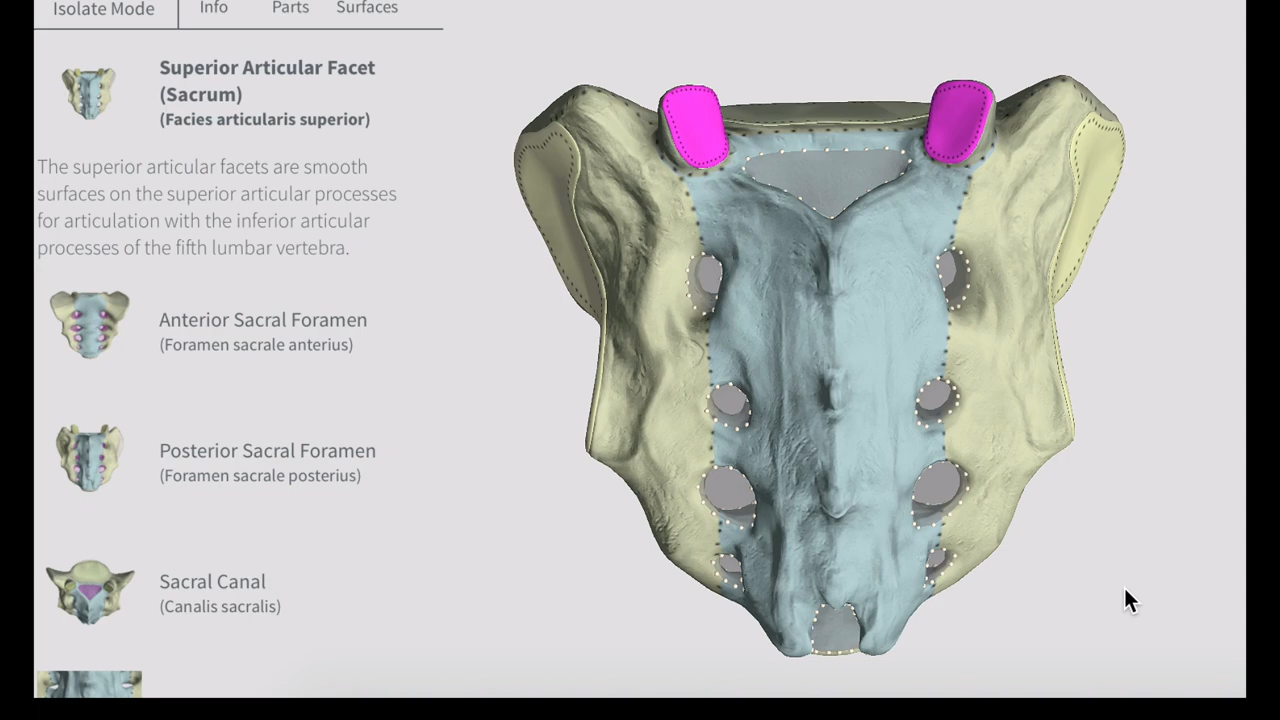 Isolate Mode
Info
Parts
Surfaces
Superior Articular Facet
(Sacrum)
(Facies articularis superior)
The superior articular facets are smooth
surfaces on the superior articular processes
for articulation with the inferior articular
processes of the fifth lumbar vertebra.
Anterior Sacral Foramen
(Foramen sacrale anterius)
Posterior Sacral Foramen
(Foramen sacrale posterius)
Sacral Canal
(Canalis sacralis)